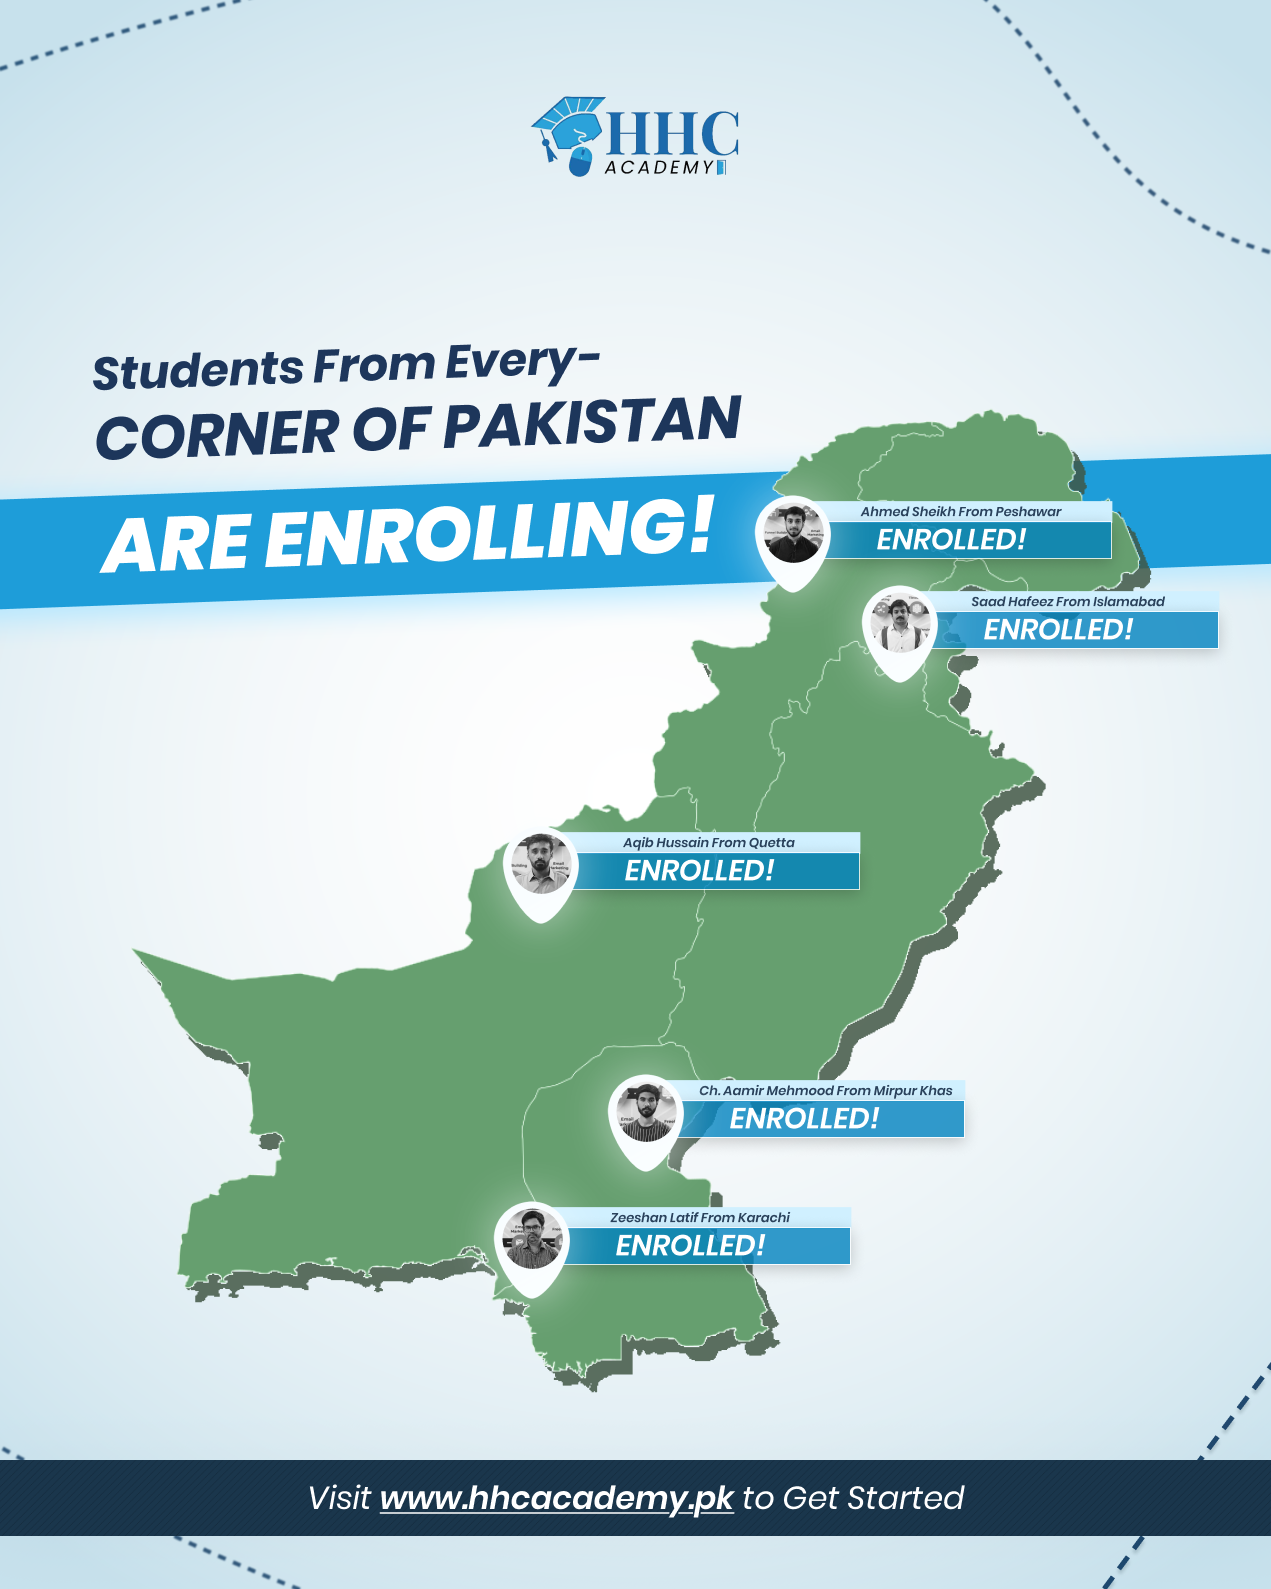 HHC
ACADEMY
Students From Every-
CORNER OF PAKISTAN
ARE ENROLLING!
Ahmed Sheikh From Peshawar
ENROLLED!
Saad Hafeez From Islamabad
ENROLLED!
Aqib Hussain From Quetta
ENROLLED!
Ch. Aamir Mehmood From Mirpur Khas
ENROLLED!
Zeeshan Latif From Karachi
ENROLLED!
Visit www.hhcacademy.pk to Get Started